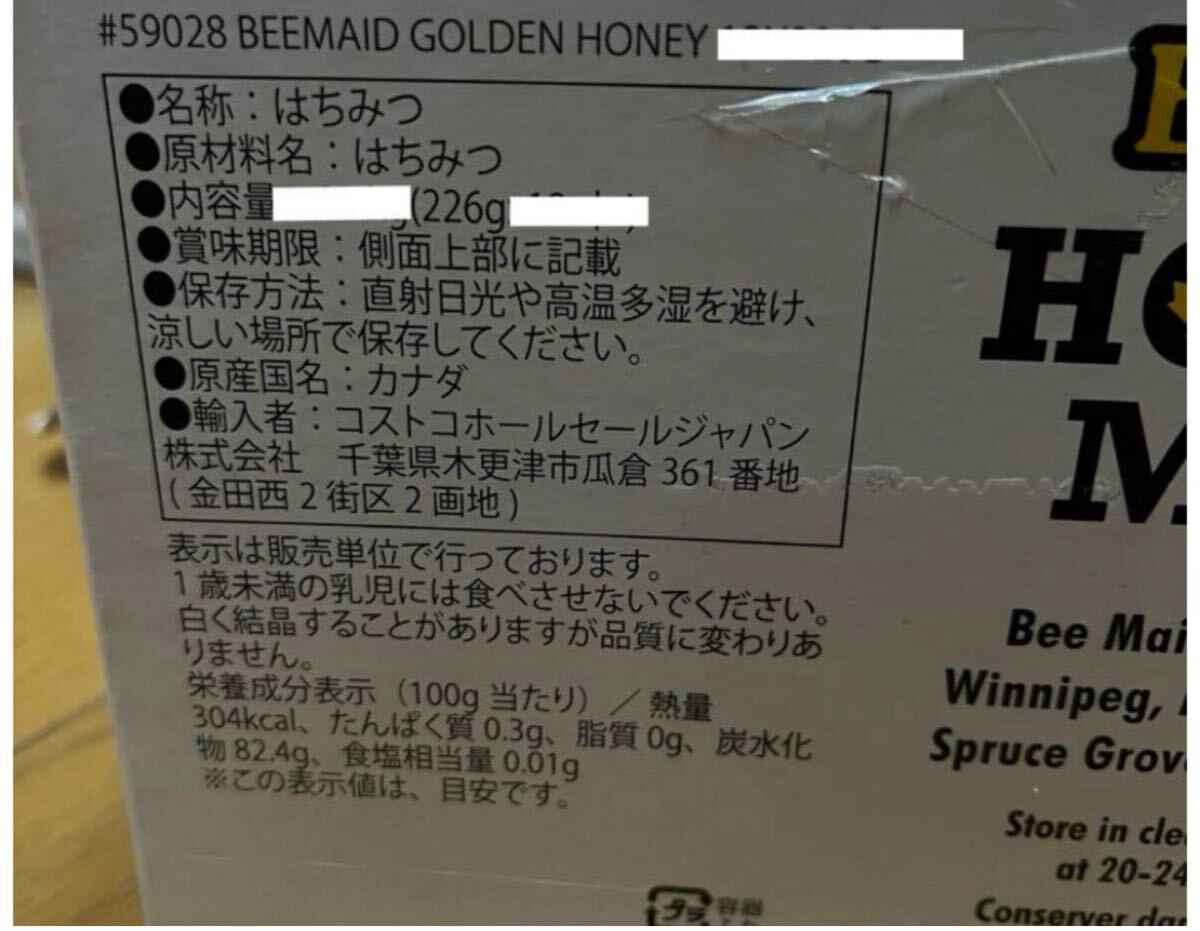 #59028 BEEMAID GOLDEN HONEY
●名称：はちみつ
●原材料名：はちみつ
●内容量 (226g
●賞味期限：側面上部に記載
●保存方法：直射日光や高温多湿を避け、
涼しい場所で保存してください。
●原産国名：カナダ
●輸入者：コストコホールセールジャパン
株式会社　千葉県木更津市瓜倉 361 番地
(金田西 2 街区 2 画地)
表示は販売単位で行っております。
1 歳未満の乳児には食べさせないでください。
白く結晶することがありますが品質に変わりあ
りません。
栄養成分表示（100g 当たり）／熱量
304kcal、たんぱく質 0.3g、脂質 0g、炭水化
物 82.4g、食塩相当量 0.01g
※この表示値は、目安です。
プラ 容器
H
M
Bee Mai
Winnipeg,
Spruce Grov
Store in cle
at 20-24
Conserver dan